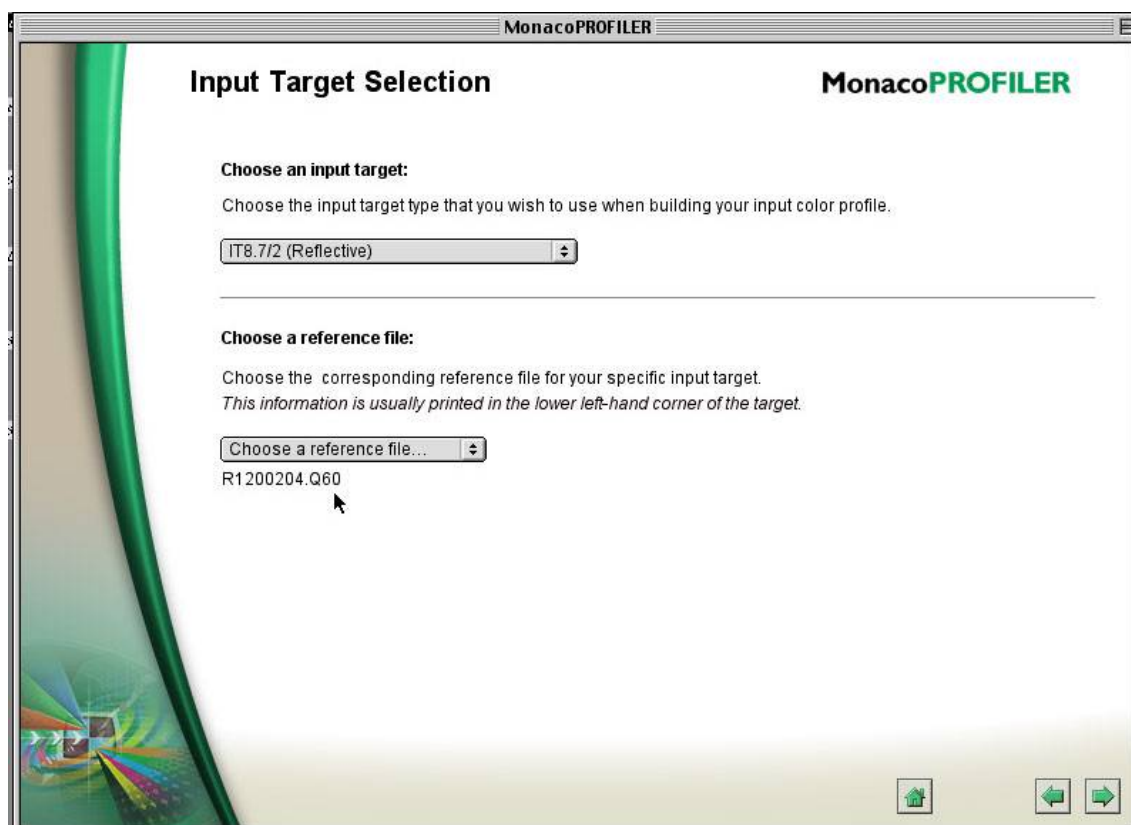 MonacoPROFILER
Input Target Selection
MonacoPROFILER
Choose an input target:
Choose the input target type that you wish to use when building your input color profile.
IT8.7/2 (Reflective)
Choose a reference file:
Choose the  corresponding reference file for your specific input target.
This information is usually printed in the lower left-hand corner of the target.
Choose a reference file...
R1200204.Q60